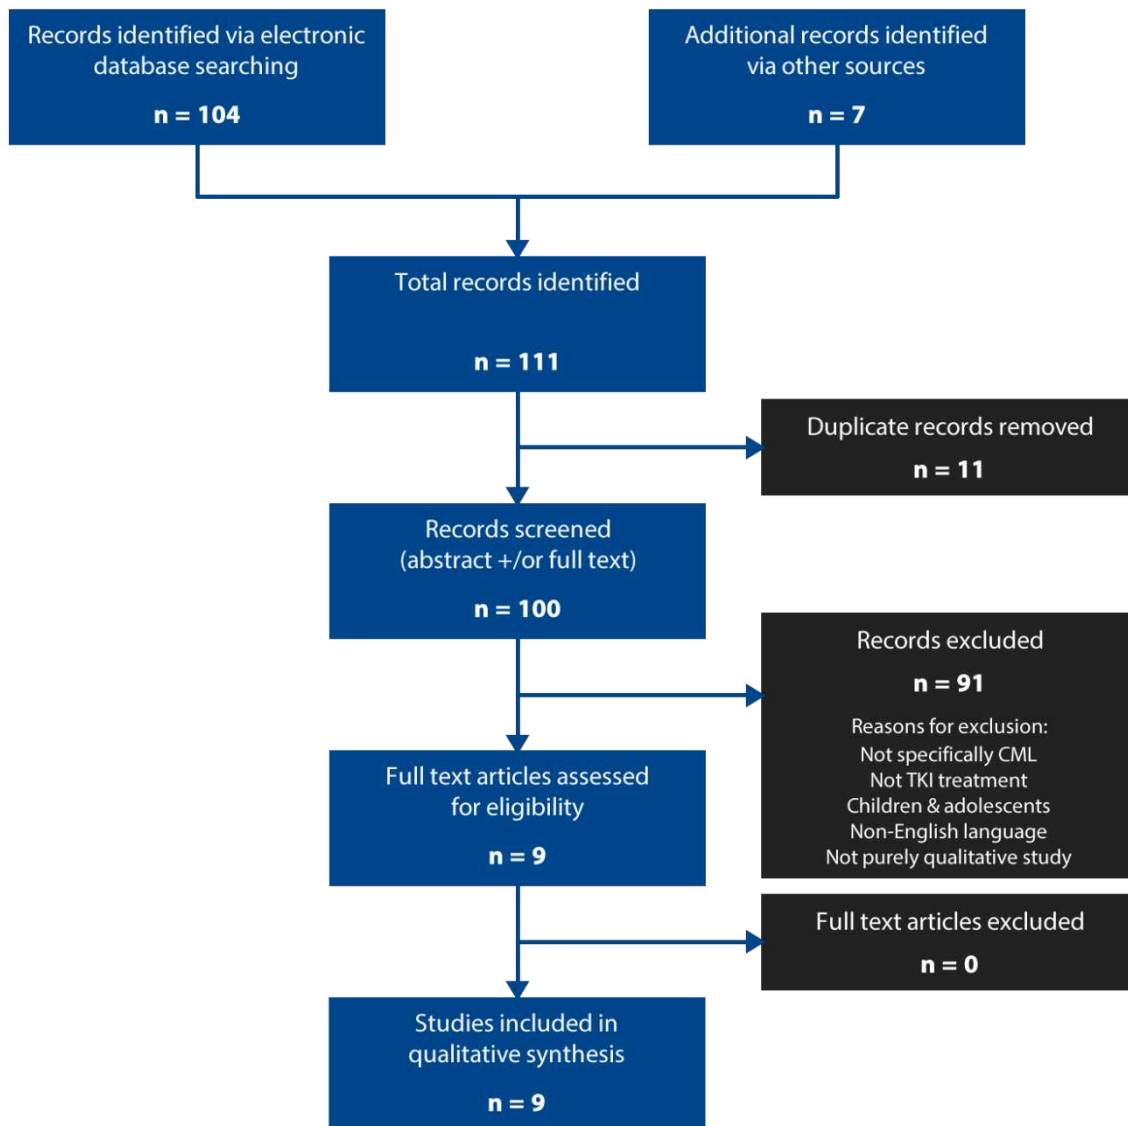 Records identified via electronic
database searching
n = 104
Additional records identified
via other sources
n = 7
Total records identified
n = 111
Duplicate records removed
n = 11
Records screened
(abstract +/or full text)
n = 100
Records excluded
n = 91
Reasons for exclusion:
Not specifically CML
Not TKI treatment
Children & adolescents
Non-English language
Not purely qualitative study
Full text articles assessed
for eligibility
n = 9
Full text articles excluded
n = 0
Studies included in
qualitative synthesis
n = 9